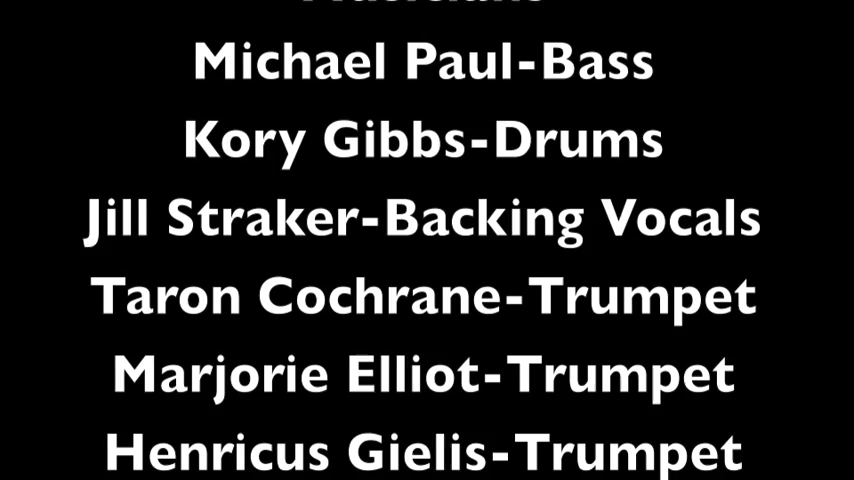 Musicians
Michael Paul-Bass
Kory Gibbs-Drums
Jill Straker-Backing Vocals
Taron Cochrane-Trumpet
Marjorie Elliot-Trumpet
Henricus Gielis-Trumpet